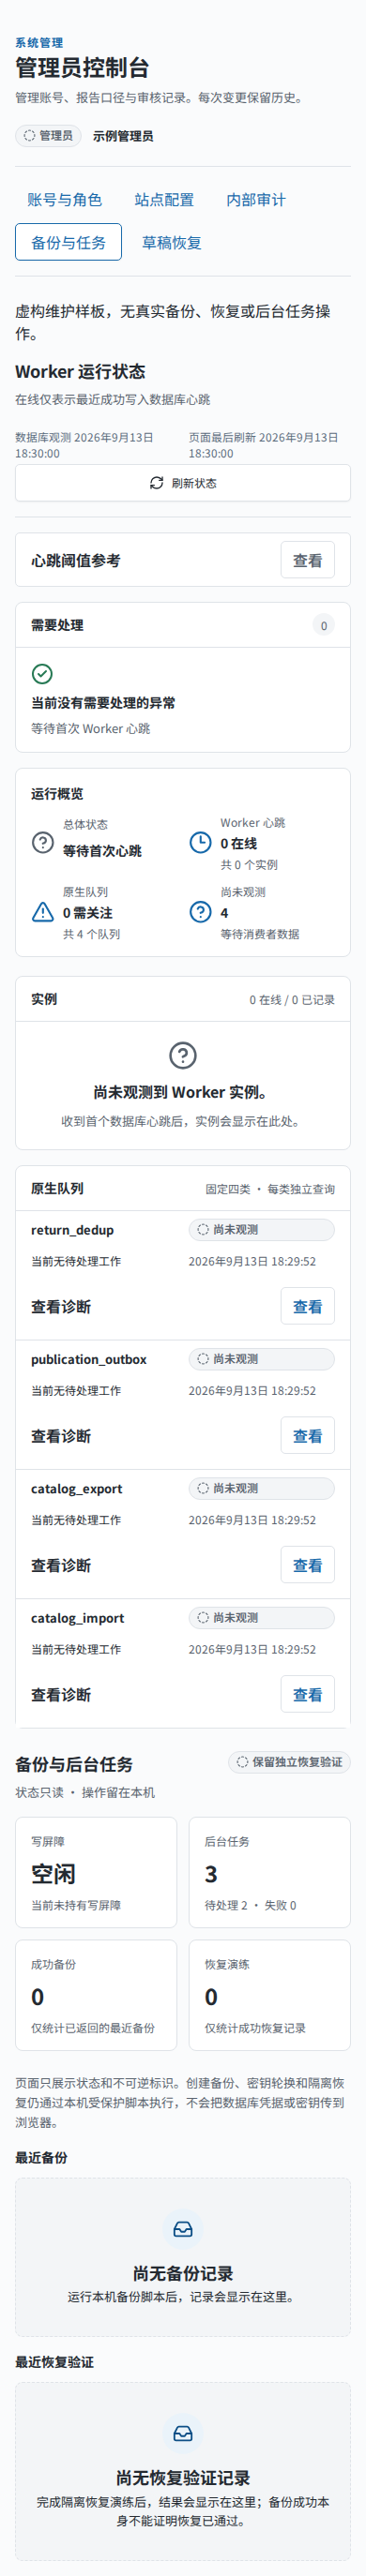 系统管理
管理员控制台
管理账号、报告口径与审核记录。每次变更保留历史。
管理员 示例管理员
账号与角色 站点配置 内部审计
备份与任务 草稿恢复
虚构维护样板，无真实备份、恢复或后台任务操
作。
Worker 运行状态
在线仅表示最近成功写入数据库心跳
数据库观测 2026年9月13日
18:30:00
页面最后刷新 2026年9月13日
18:30:00
刷新状态
心跳阈值参考 查看
需要处理 0
当前没有需要处理的异常
等待首次 Worker 心跳
运行概览
总体状态
等待首次心跳
Worker 心跳
0 在线
共 0 个实例
原生队列
0 需关注
共 4 个队列
尚未观测
4
等待消费者数据
实例 0 在线 / 0 已记录
尚未观测到 Worker 实例。
收到首个数据库心跳后，实例会显示在此处。
原生队列 固定四类 · 每类独立查询
return_dedup 尚未观测
当前无待处理工作 2026年9月13日 18:29:52
查看诊断 查看
publication_outbox 尚未观测
当前无待处理工作 2026年9月13日 18:29:52
查看诊断 查看
catalog_export 尚未观测
当前无待处理工作 2026年9月13日 18:29:52
查看诊断 查看
catalog_import 尚未观测
当前无待处理工作 2026年9月13日 18:29:52
查看诊断 查看
备份与后台任务 保留独立恢复验证
状态只读 · 操作留在本机
写屏障
空闲
当前未持有写屏障
后台任务
3
待处理 2 · 失败 0
成功备份
0
仅统计已返回的最近备份
恢复演练
0
仅统计成功恢复记录
页面只展示状态和不可逆标识。创建备份、密钥轮换和隔离恢
复仍通过本机受保护脚本执行，不会把数据库凭据或密钥传到
浏览器。
最近备份
尚无备份记录
运行本机备份脚本后，记录会显示在这里。
最近恢复验证
尚无恢复验证记录
完成隔离恢复演练后，结果会显示在这里；备份成功本
身不能证明恢复已通过。